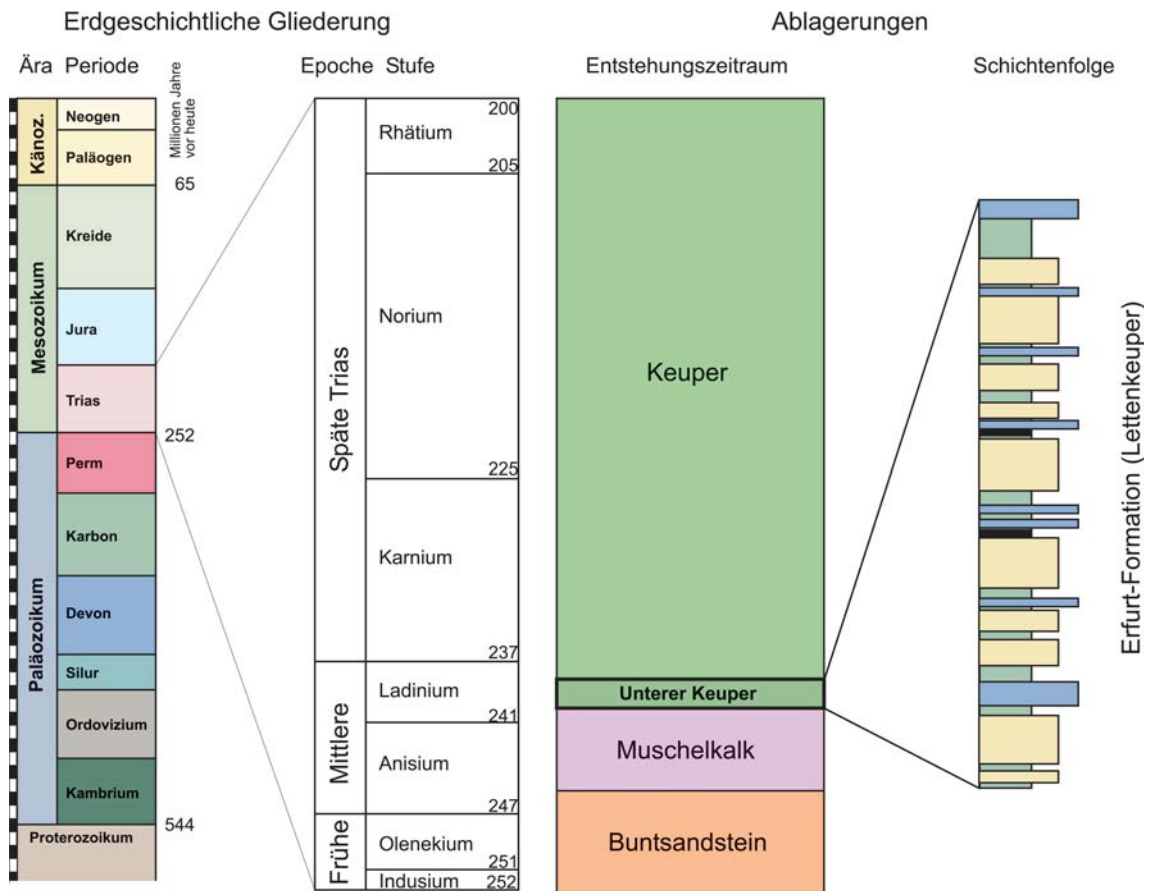 Erdgeschichtliche Gliederung
Ablagerungen
Ära Periode
Millionen Jahre
vor heute
Epoche Stufe
Entstehungszeitraum
Schichtenfolge
Känoz.
Neogen
Paläogen
65
Mesozoikum
Kreide
Jura
Trias
252
Paläozoikum
Perm
Karbon
Devon
Silur
Ordovizium
Kambrium
544
Proterozoikum
Späte Trias
200
Rhätium
205
Norium
225
Karnium
237
Mittlere
Ladinium
241
Anisium
247
Frühe
Olenekium
251
Indusium 252
Keuper
Unterer Keuper
Muschelkalk
Buntsandstein
Erfurt-Formation (Lettenkeuper)